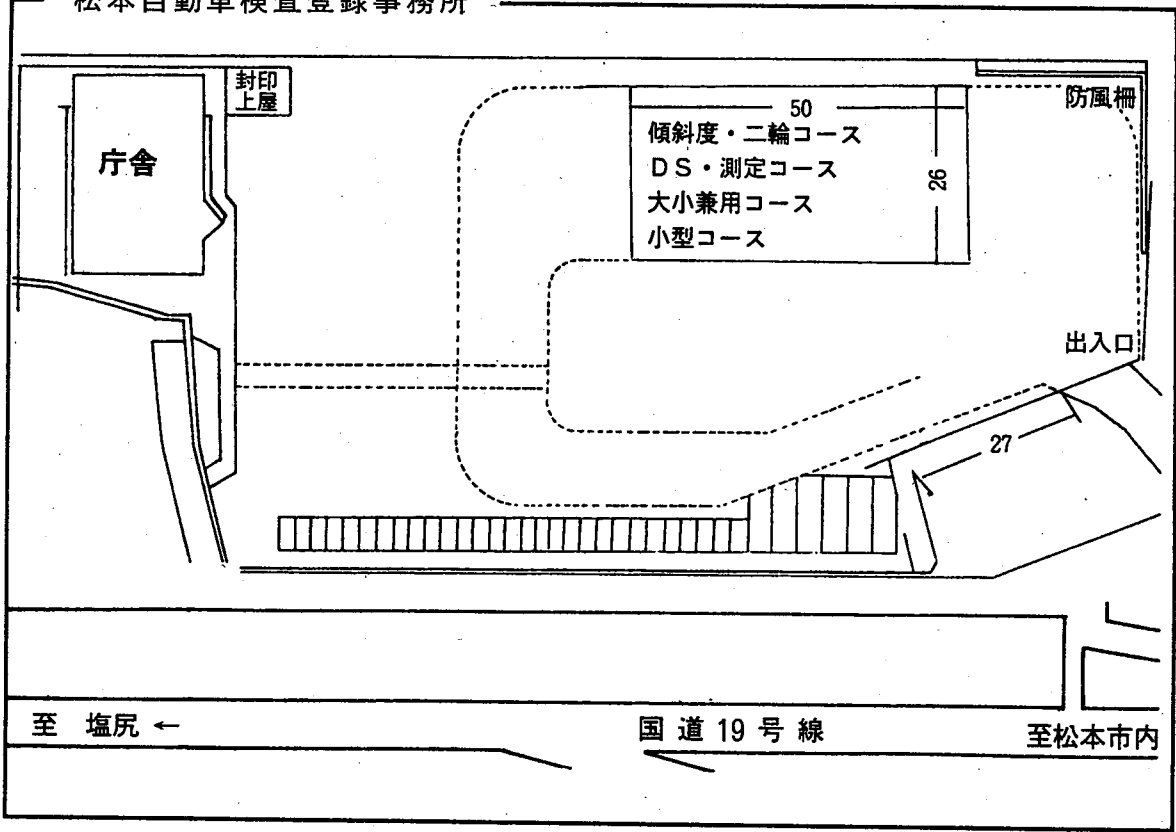 松本自動車検査登録事務所
封印
上屋
防風柵
50
傾斜度・二輪コース
DS・測定コース
大小兼用コース
小型コース
26
庁舎
出入口
27
至 塩尻 ←
国道19号線
至松本市内